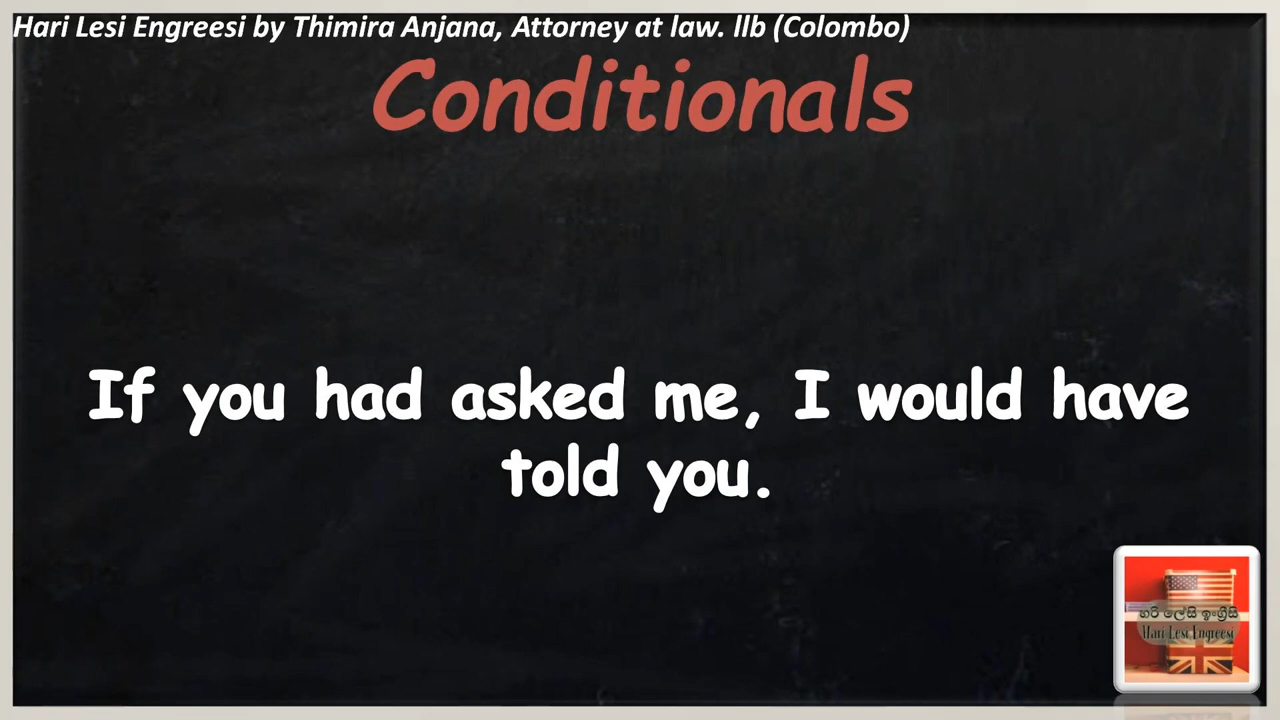 Hari Lesi Engreesi by Thimira Anjana, Attorney at law. llb (Colombo)
Conditionals
If you had asked me, I would have
told you.
හරි ලේසි ඉංග්‍රීසි
Hari Lesi Engreesi